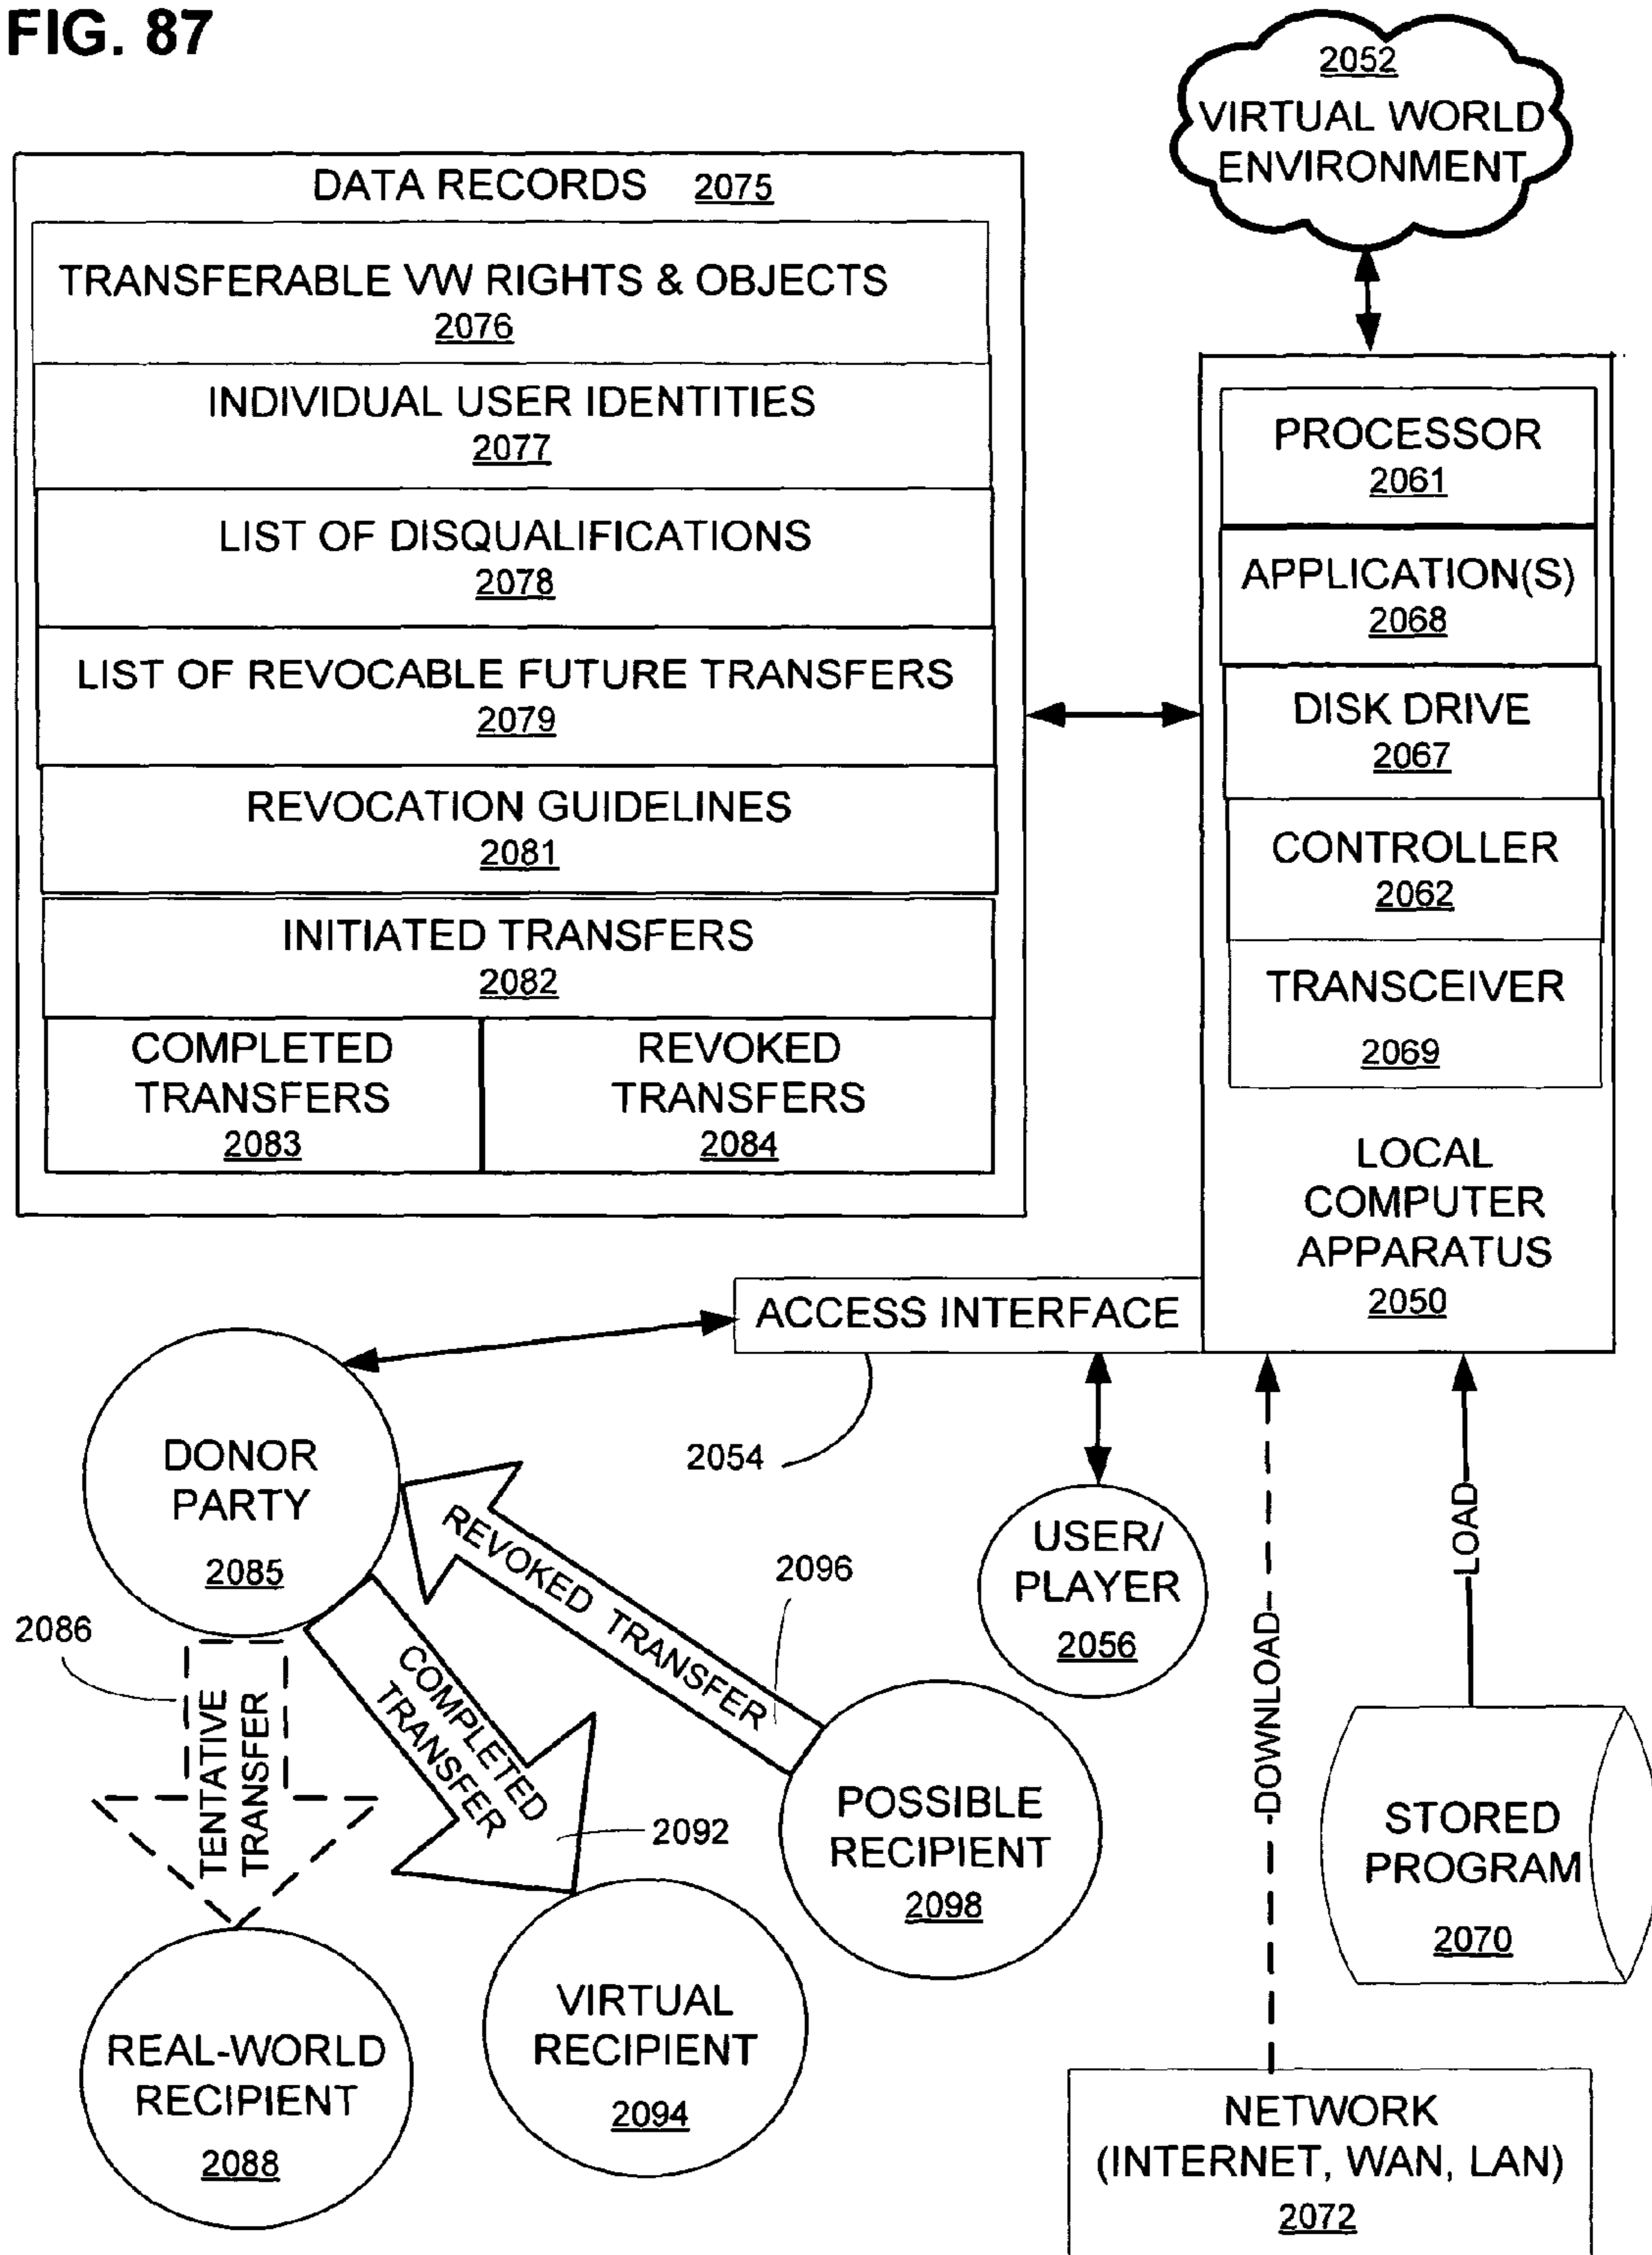 FIG. 87
2052
VIRTUAL WORLD
ENVIRONMENT
DATA RECORDS 2075
TRANSFERABLE VW RIGHTS & OBJECTS
2076
INDIVIDUAL USER IDENTITIES
2077
LIST OF DISQUALIFICATIONS
2078
LIST OF REVOCABLE FUTURE TRANSFERS
2079
REVOCATION GUIDELINES
2081
INITIATED TRANSFERS
2082
COMPLETED
TRANSFERS
2083
REVOKED
TRANSFERS
2084
PROCESSOR
2061
APPLICATION(S)
2068
DISK DRIVE
2067
CONTROLLER
2062
TRANSCEIVER
2069
LOCAL
COMPUTER
APPARATUS
2050
ACCESS INTERFACE
2054
DONOR
PARTY
2085
USER/
PLAYER
2056
REVOKED TRANSFER
2096
2086
TENTATIVE
TRANSFER
COMPLETED
TRANSFER
2092
POSSIBLE
RECIPIENT
2098
LOAD
DOWNLOAD
STORED
PROGRAM
2070
VIRTUAL
RECIPIENT
2094
REAL-WORLD
RECIPIENT
2088
NETWORK
(INTERNET, WAN, LAN)
2072